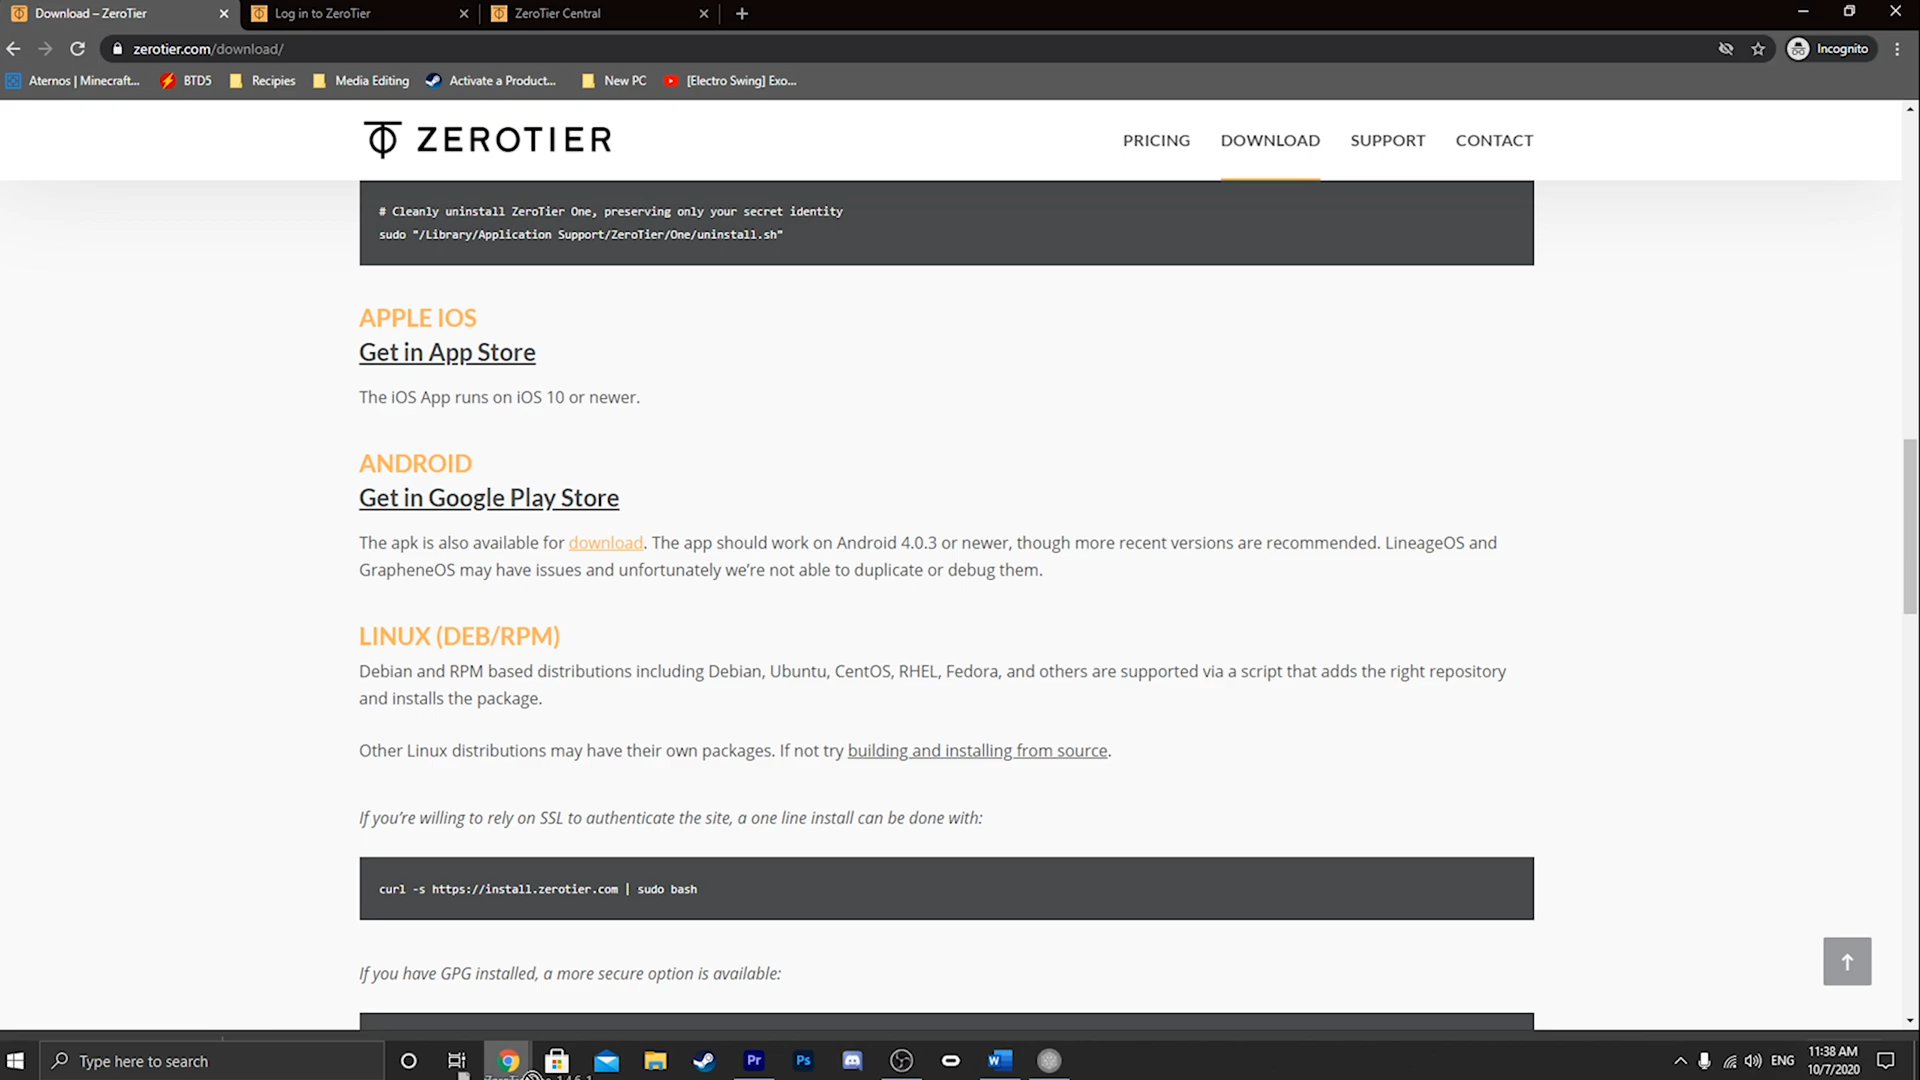 Download – ZeroTier
Log in to ZeroTier
ZeroTier Central
zerotier.com/download/
Incognito
Aternos | Minecraft...
BTD5
Recipies
Media Editing
Activate a Product...
New PC
[Electro Swing] Exo...
ZEROTIER
PRICING
DOWNLOAD
SUPPORT
CONTACT
# Cleanly uninstall ZeroTier One, preserving only your secret identity
sudo "/Library/Application Support/ZeroTier/One/uninstall.sh"
APPLE IOS
Get in App Store
The iOS App runs on iOS 10 or newer.
ANDROID
Get in Google Play Store
The apk is also available for download. The app should work on Android 4.0.3 or newer, though more recent versions are recommended. LineageOS and
GrapheneOS may have issues and unfortunately we’re not able to duplicate or debug them.
LINUX (DEB/RPM)
Debian and RPM based distributions including Debian, Ubuntu, CentOS, RHEL, Fedora, and others are supported via a script that adds the right repository
and installs the package.
Other Linux distributions may have their own packages. If not try building and installing from source.
If you’re willing to rely on SSL to authenticate the site, a one line install can be done with:
curl -s https://install.zerotier.com | sudo bash
If you have GPG installed, a more secure option is available:
Type here to search
Pr
Ps
W
ENG
11:38 AM
10/7/2020